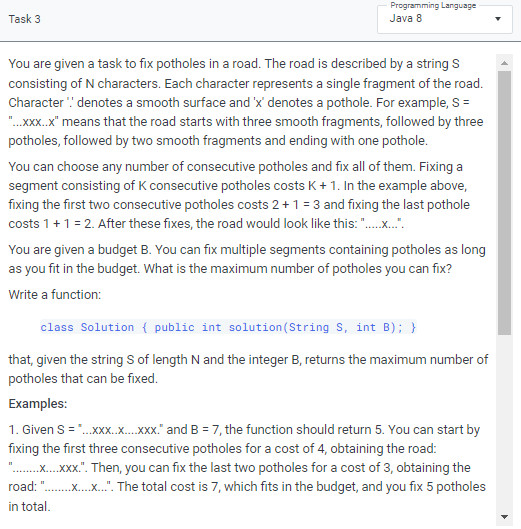 Task 3
Programming Language
Java 8
You are given a task to fix potholes in a road. The road is described by a string S
consisting of N characters. Each character represents a single fragment of the road.
Character '.' denotes a smooth surface and 'x' denotes a pothole. For example, S =
"...xxx..x" means that the road starts with three smooth fragments, followed by three
potholes, followed by two smooth fragments and ending with one pothole.
You can choose any number of consecutive potholes and fix all of them. Fixing a
segment consisting of K consecutive potholes costs K + 1. In the example above,
fixing the first two consecutive potholes costs 2 + 1 = 3 and fixing the last pothole
costs 1 + 1 = 2. After these fixes, the road would look like this: ".....x...".
You are given a budget B. You can fix multiple segments containing potholes as long
as you fit in the budget. What is the maximum number of potholes you can fix?
Write a function:
class Solution { public int solution(String S, int B); }
that, given the string S of length N and the integer B, returns the maximum number of
potholes that can be fixed.
Examples:
1. Given S = "...xxx..x....xxx." and B = 7, the function should return 5. You can start by
fixing the first three consecutive potholes for a cost of 4, obtaining the road:
"........x....xxx.". Then, you can fix the last two potholes for a cost of 3, obtaining the
road: "........x....x...". The total cost is 7, which fits in the budget, and you fix 5 potholes
in total.